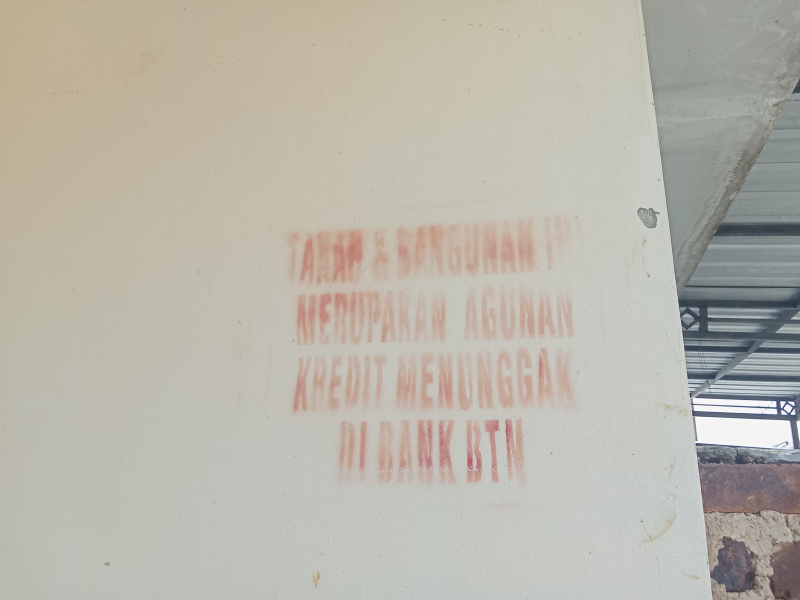 TANAH & BANGUNAN INI
MERUPAKAN AGUNAN
KREDIT MENUNGGAK
DI BANK BTN